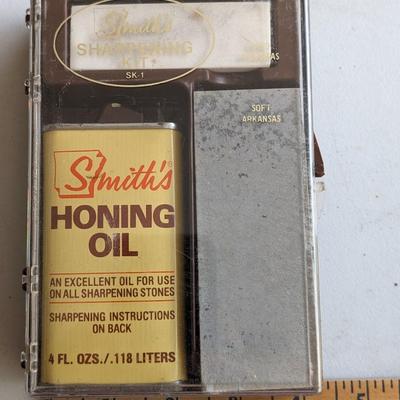 Smith's
SHARPENING
KIT
SK-1
SOFT
ARKANSAS
Smith's®
HONING
OIL
AN EXCELLENT OIL FOR USE
ON ALL SHARPENING STONES
SHARPENING INSTRUCTIONS
ON BACK
4 FL. OZS./.118 LITERS